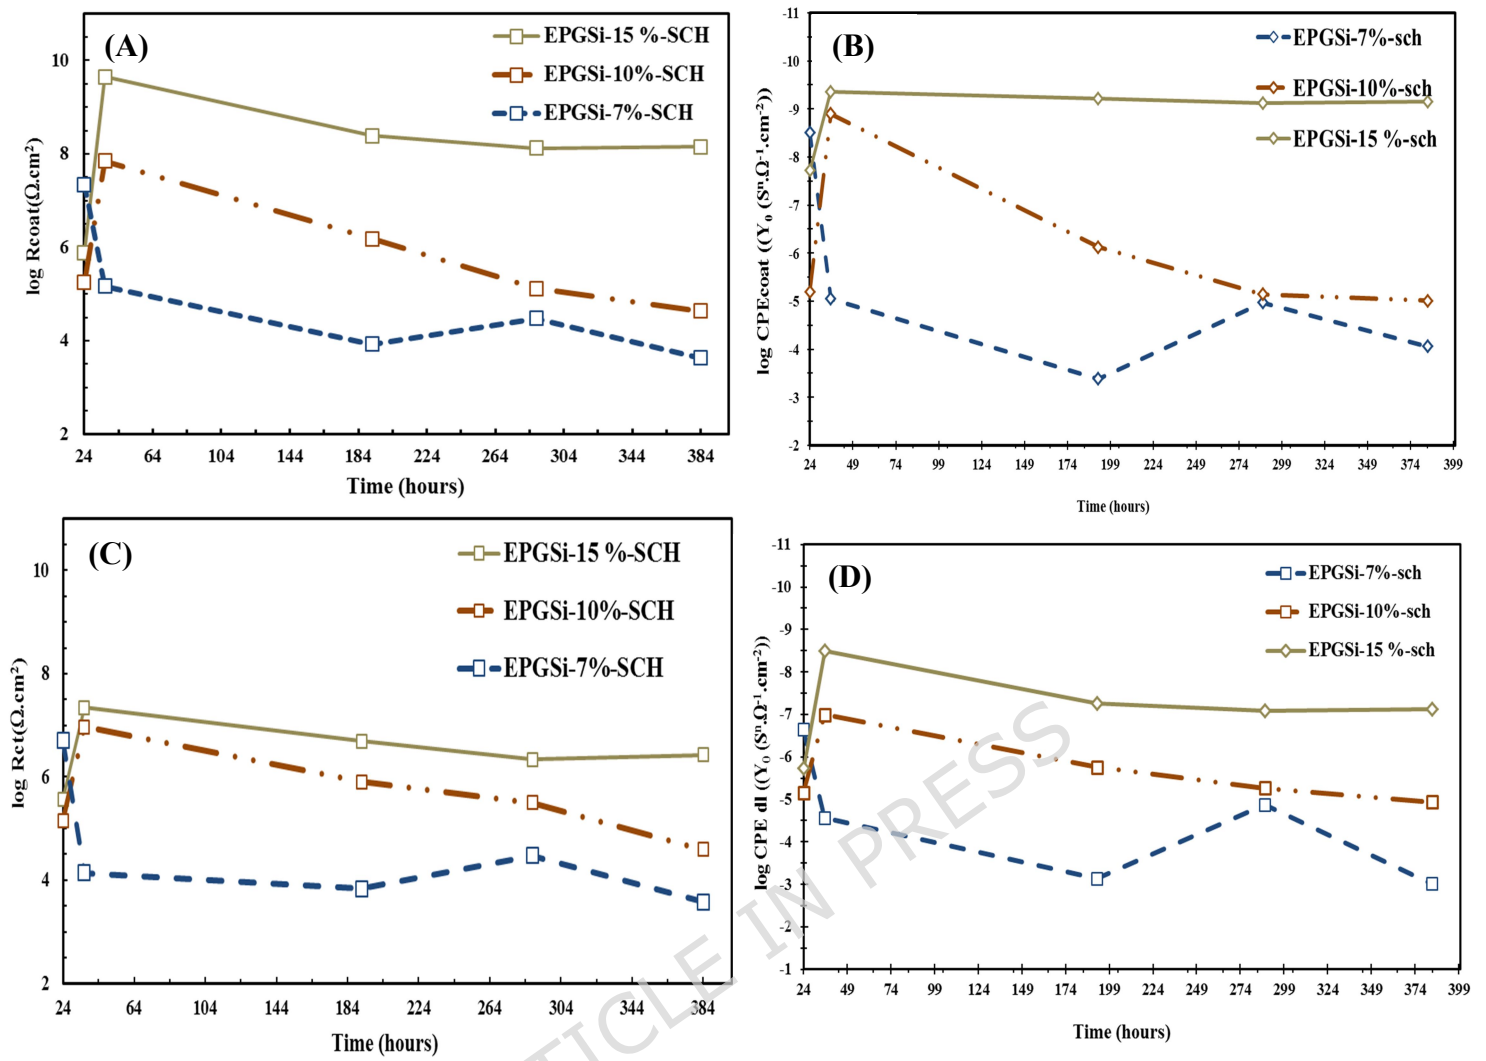 (A)
EPGSi-15 %-SCH
EPGSi-10%-SCH
EPGSi-7%-SCH
log Rcoat(Ω.cm²)
10
8
6
4
2
24 64 104 144 184 224 264 304 344 384
Time (hours)
(B)
EPGSi-7%-sch
EPGSi-10%-sch
EPGSi-15 %-sch
log CPEcoat ((Y₀ (Sⁿ.Ω⁻¹.cm⁻²))
-11
-10
-9
-8
-7
-6
-5
-4
-3
-2
24 49 74 99 124 149 174 199 224 249 274 299 324 349 374 399
Time (hours)
(C)
EPGSi-15 %-SCH
EPGSi-10%-SCH
EPGSi-7%-SCH
log Rct(Ω.cm²)
10
8
6
4
2
24 64 104 144 184 224 264 304 344 384
Time (hours)
(D)
EPGSi-7%-sch
EPGSi-10%-sch
EPGSi-15 %-sch
log CPE dl ((Y₀ (Sⁿ.Ω⁻¹.cm⁻²))
-11
-10
-9
-8
-7
-6
-5
-4
-3
-2
-1
24 49 74 99 124 149 174 199 224 249 274 299 324 349 374 399
Time (hours)
TICLE IN PRESS